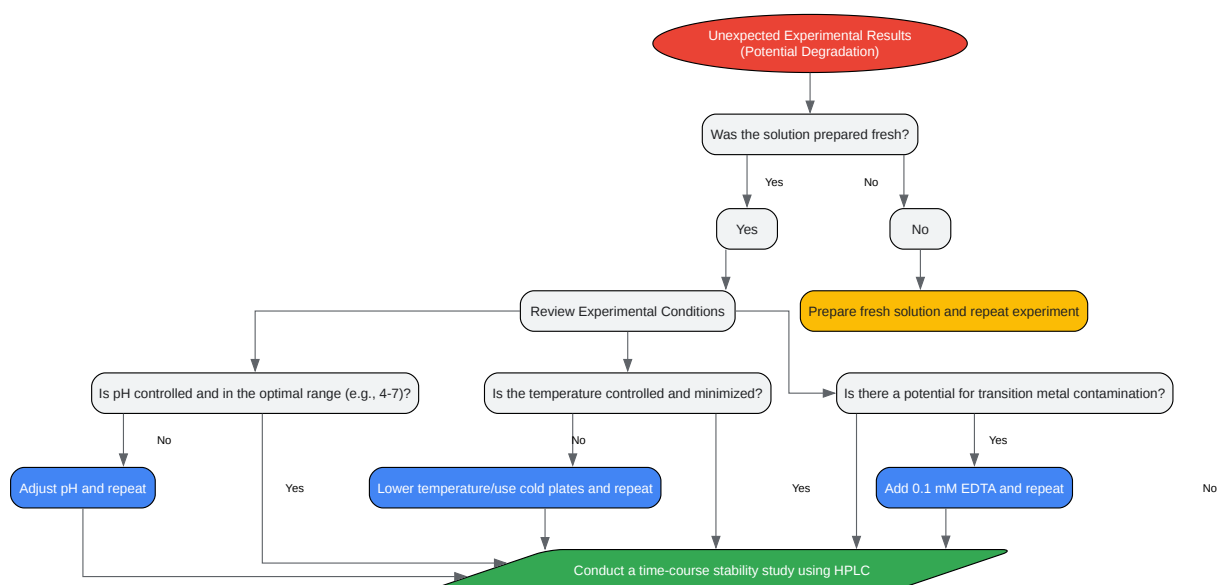 Unexpected Experimental Results
(Potential Degradation)
Was the solution prepared fresh?
Yes
No
Yes
No
Review Experimental Conditions
Prepare fresh solution and repeat experiment
Is pH controlled and in the optimal range (e.g., 4-7)?
Is the temperature controlled and minimized?
Is there a potential for transition metal contamination?
No
No
Yes
Adjust pH and repeat
Yes
Lower temperature/use cold plates and repeat
Yes
Add 0.1 mM EDTA and repeat
No
Conduct a time-course stability study using HPLC